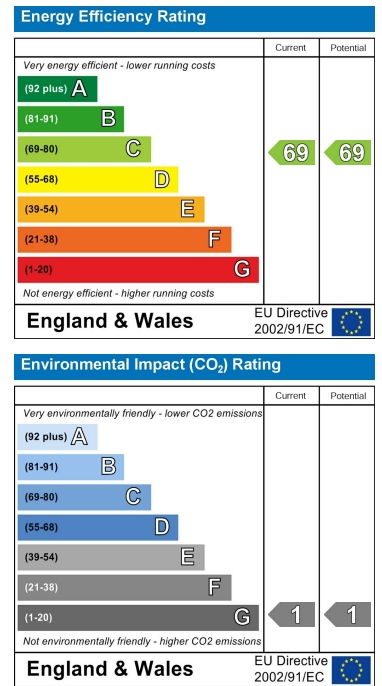 Energy Efficiency Rating
Current Potential
Very energy efficient - lower running costs
(92 plus) A
(81-91) B
(69-80) C 69 69
(55-68) D
(39-54) E
(21-38) F
(1-20) G
Not energy efficient - higher running costs
England & Wales
EU Directive
2002/91/EC
Environmental Impact (CO₂) Rating
Current Potential
Very environmentally friendly - lower CO2 emissions
(92 plus) A
(81-91) B
(69-80) C
(55-68) D
(39-54) E
(21-38) F
(1-20) G 1 1
Not environmentally friendly - higher CO2 emissions
England & Wales
EU Directive
2002/91/EC